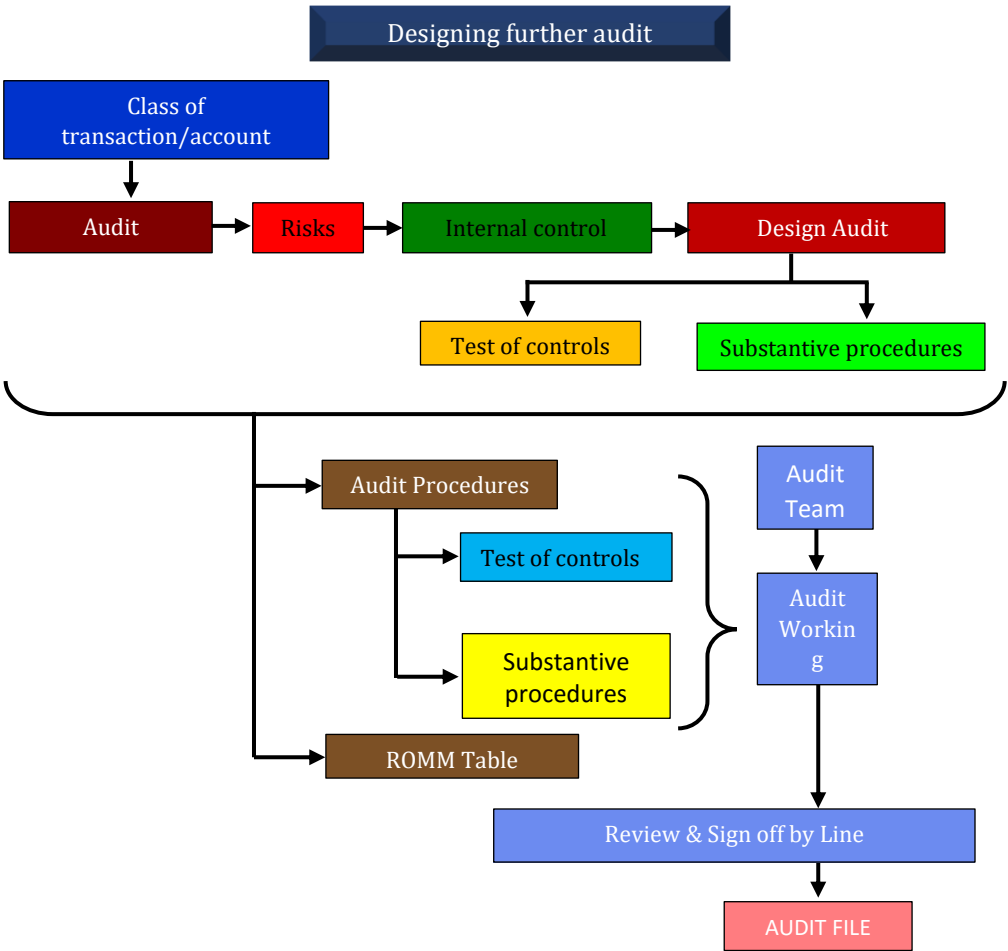 Designing further audit
Class of
transaction/account
Audit
Risks
Internal control
Design Audit
Test of controls
Substantive procedures
Audit Procedures
Audit
Team
Test of controls
Audit
Workin
g
Substantive
procedures
ROMM Table
Review & Sign off by Line
AUDIT FILE